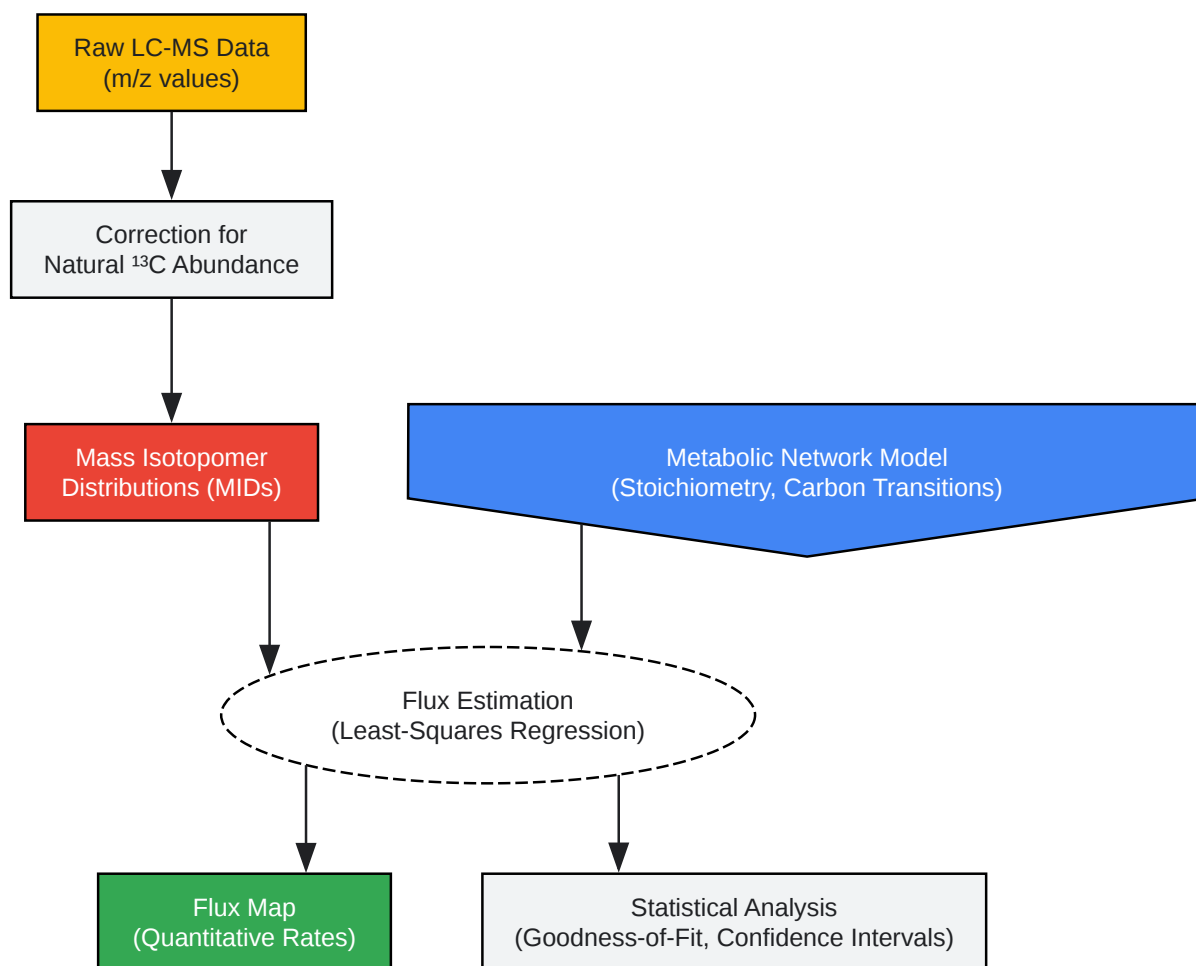 Raw LC-MS Data
(m/z values)
Correction for
Natural ¹³C Abundance
Mass Isotopomer
Distributions (MIDs)
Metabolic Network Model
(Stoichiometry, Carbon Transitions)
Flux Estimation
(Least-Squares Regression)
Flux Map
(Quantitative Rates)
Statistical Analysis
(Goodness-of-Fit, Confidence Intervals)